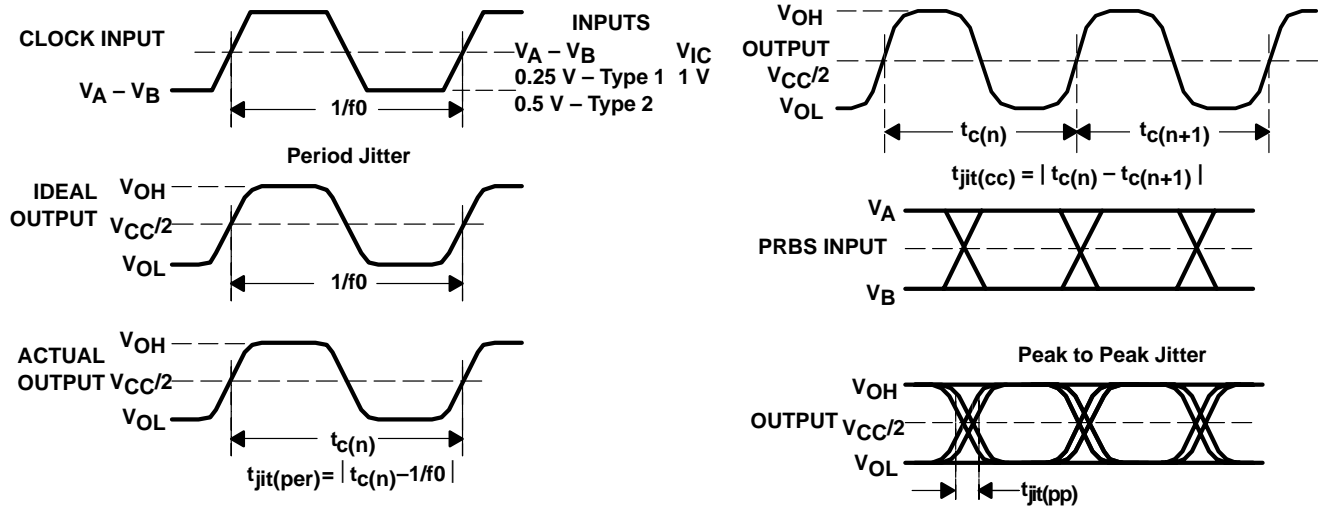 CLOCK INPUT
VA – VB
1/f0
INPUTS
VA – VB VIC
0.25 V – Type 1 1 V
0.5 V – Type 2
Period Jitter
IDEAL
OUTPUT
VOH
VCC/2
VOL
1/f0
ACTUAL
OUTPUT
VOH
VCC/2
VOL
tc(n)
tjit(per)= | tc(n)–1/f0 |
VOH
OUTPUT
VCC/2
VOL
tc(n)
tc(n+1)
tjit(cc) = | tc(n) – tc(n+1) |
VA
PRBS INPUT
VB
Peak to Peak Jitter
VOH
OUTPUT VCC/2
VOL
tjit(pp)